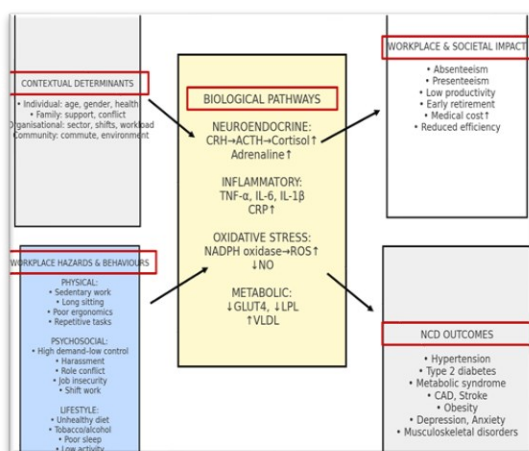 CONTEXTUAL DETERMINANTS
• Individual: age, gender, health
• Family: support, conflict
Organisational: sector, shifts, workload
Community: commute, environment
WORKPLACE HAZARDS & BEHAVIOURS
PHYSICAL:
• Sedentary work
• Long sitting
• Poor ergonomics
• Repetitive tasks
PSYCHOSOCIAL:
• High demand–low control
• Harassment
• Role conflict
• Job insecurity
• Shift work
LIFESTYLE:
• Unhealthy diet
• Tobacco/alcohol
• Poor sleep
• Low activity
BIOLOGICAL PATHWAYS
NEUROENDOCRINE:
CRH→ACTH→Cortisol↑
Adrenaline↑
INFLAMMATORY:
TNF-α, IL-6, IL-1β
CRP↑
OXIDATIVE STRESS:
NADPH oxidase→ROS↑
↓NO
METABOLIC:
↓GLUT4, ↓LPL
↑VLDL
WORKPLACE & SOCIETAL IMPACT
• Absenteeism
• Presenteeism
• Low productivity
• Early retirement
• Medical cost↑
• Reduced efficiency
NCD OUTCOMES
• Hypertension
• Type 2 diabetes
• Metabolic syndrome
• CAD, Stroke
• Obesity
• Depression, Anxiety
• Musculoskeletal disorders